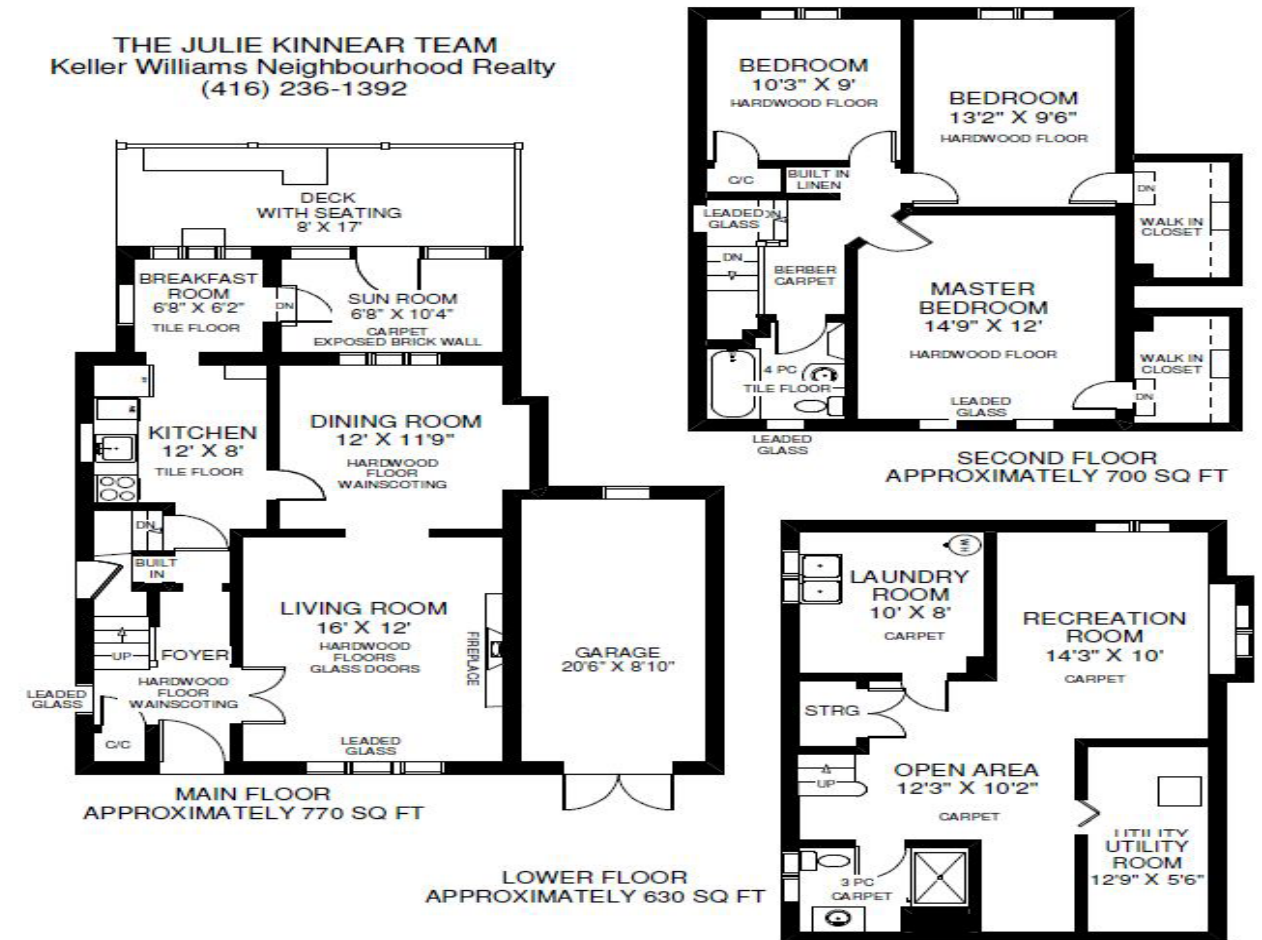 THE JULIE KINNEAR TEAM
Keller Williams Neighbourhood Realty
(416) 236-1392
DECK
WITH SEATING
8' X 17'
BREAKFAST
ROOM
6'8" X 6'2"
TILE FLOOR
DN
SUN ROOM
6'8" X 10'4"
CARPET
EXPOSED BRICK WALL
KITCHEN
12' X 8'
TILE FLOOR
DINING ROOM
12' X 11'9"
HARDWOOD
FLOOR
WAINSCOTING
DN
BUILT
IN
UP
FOYER
HARDWOOD
FLOOR
WAINSCOTING
LEADED
GLASS
C/C
LIVING ROOM
16' X 12'
HARDWOOD
FLOORS
GLASS DOORS
FIREPLACE
LEADED
GLASS
GARAGE
20'6" X 8'10"
MAIN FLOOR
APPROXIMATELY 770 SQ FT
BEDROOM
10'3" X 9'
HARDWOOD FLOOR
BEDROOM
13'2" X 9'6"
HARDWOOD FLOOR
C/C
BUILT IN
LINEN
LEADED
GLASS
DN
DN
BERBER
CARPET
DN
WALK IN
CLOSET
MASTER
BEDROOM
14'9" X 12'
HARDWOOD FLOOR
LEADED
GLASS
DN
WALK IN
CLOSET
4 PC
TILE FLOOR
LEADED
GLASS
SECOND FLOOR
APPROXIMATELY 700 SQ FT
WH
LAUNDRY
ROOM
10' X 8'
CARPET
RECREATION
ROOM
14'3" X 10'
CARPET
STRG
UP
OPEN AREA
12'3" X 10'2"
CARPET
UTILITY
UTILITY
ROOM
12'9" X 5'6"
3 PC
CARPET
LOWER FLOOR
APPROXIMATELY 630 SQ FT